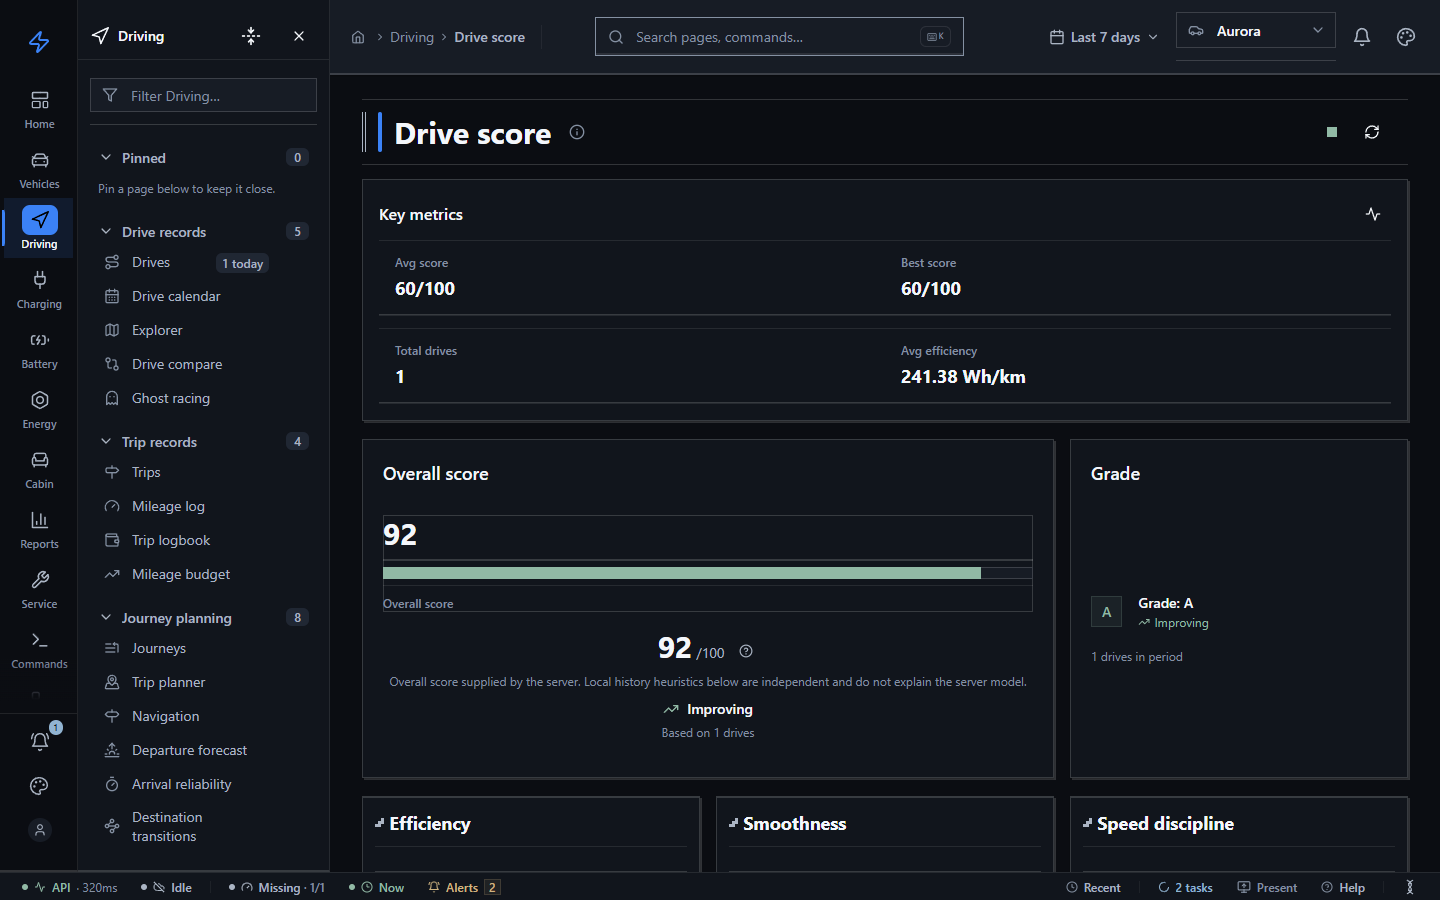 Home
Vehicles
Driving
Charging
Battery
Energy
Cabin
Reports
Service
Commands
1
Driving
Filter Driving...
Pinned 0
Pin a page below to keep it close.
Drive records 5
Drives 1 today
Drive calendar
Explorer
Drive compare
Ghost racing
Trip records 4
Trips
Mileage log
Trip logbook
Mileage budget
Journey planning 8
Journeys
Trip planner
Navigation
Departure forecast
Arrival reliability
Destination
transitions
Driving Drive score
Search pages, commands... K
Last 7 days
Aurora
Drive score
Key metrics
Avg score
60/100
Best score
60/100
Total drives
1
Avg efficiency
241.38 Wh/km
Overall score
92
Overall score
92 /100
Overall score supplied by the server. Local history heuristics below are independent and do not explain the server model.
Improving
Based on 1 drives
Grade
A
Grade: A
Improving
1 drives in period
Efficiency
Smoothness
Speed discipline
API · 320ms Idle Missing · 1/1 Now Alerts 2 Recent 2 tasks Present Help